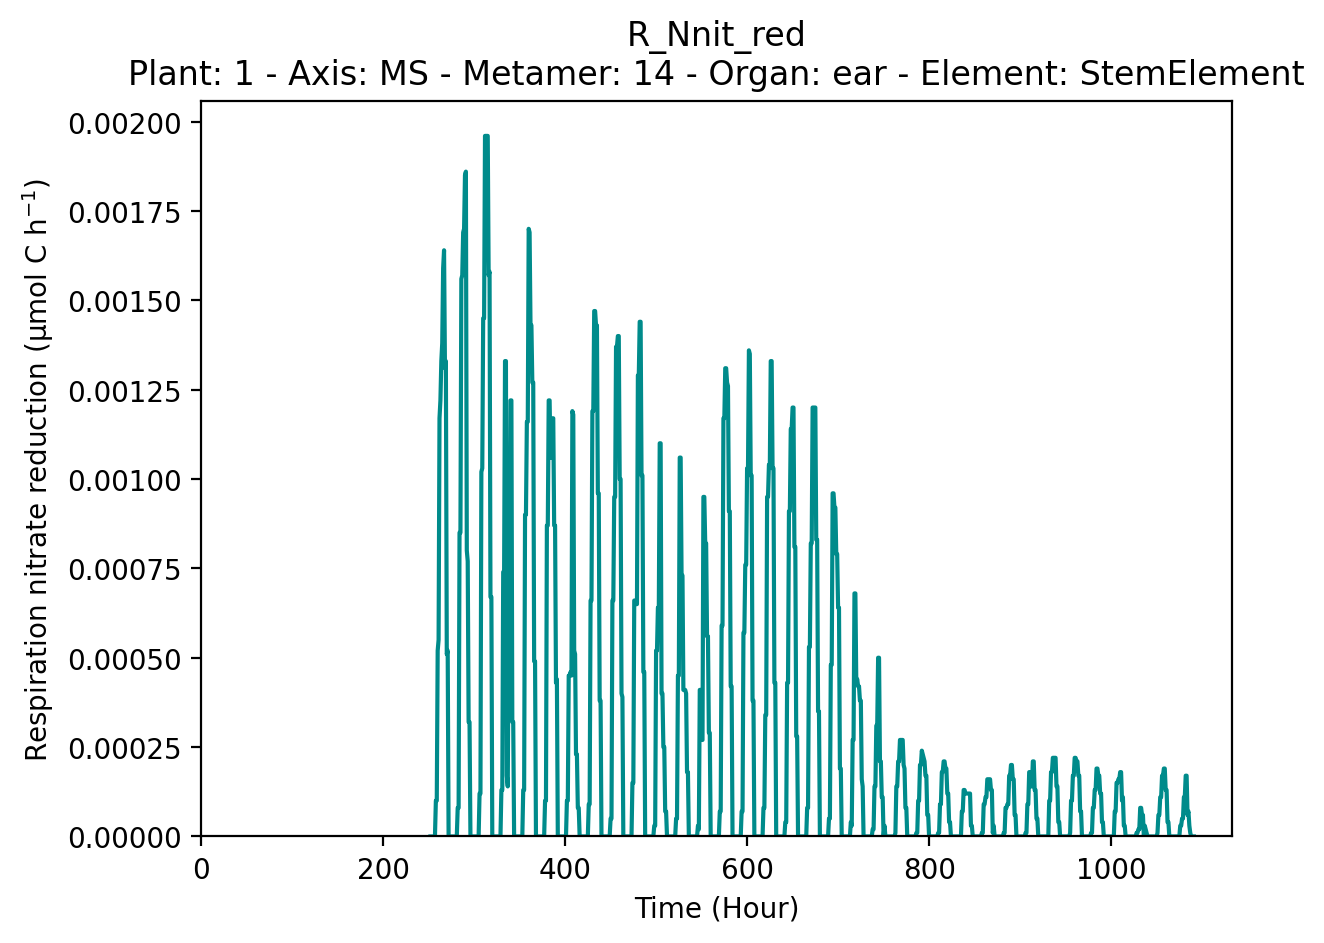 R_Nnit_red
Plant: 1 - Axis: MS - Metamer: 14 - Organ: ear - Element: StemElement
Respiration nitrate reduction (µmol C h⁻¹)
0.00200
0.00175
0.00150
0.00125
0.00100
0.00075
0.00050
0.00025
0.00000
0 200 400 600 800 1000
Time (Hour)